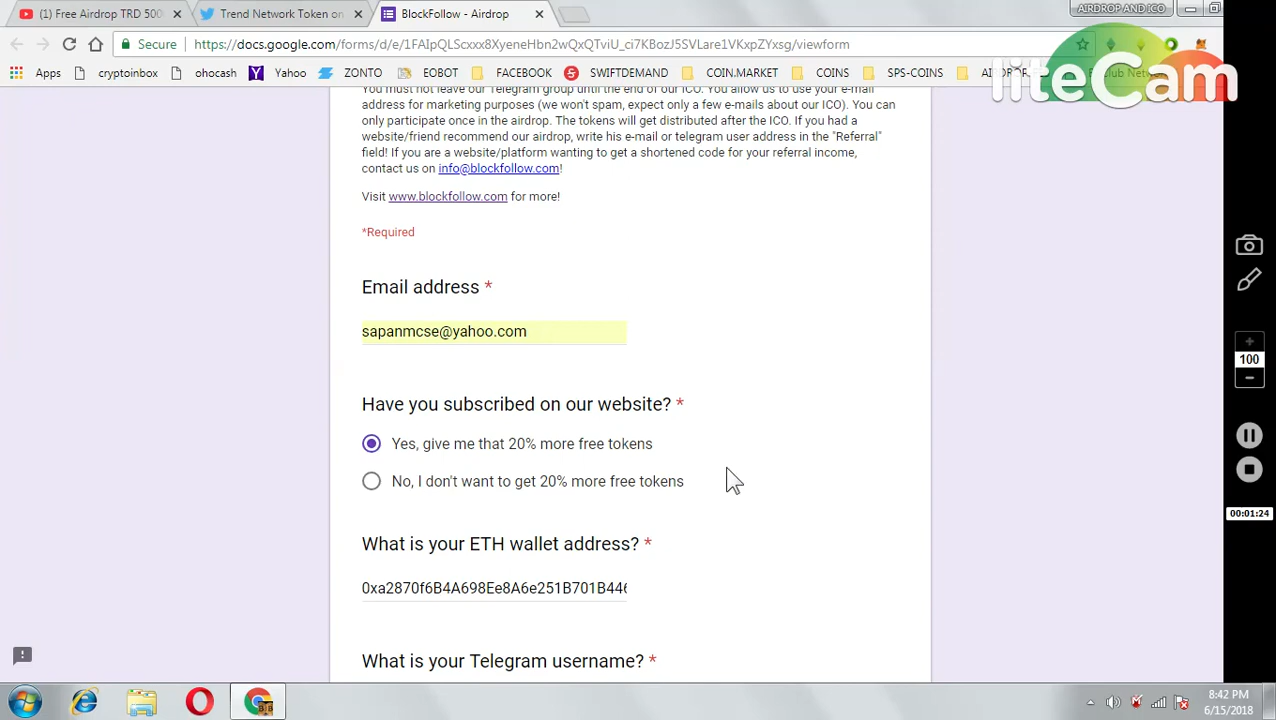 (1) Free Airdrop TRD 500
Trend Network Token on
BlockFollow - Airdrop
AIRDROP AND ICO
Secure
https://docs.google.com/forms/d/e/1FAIpQLScxxx8XyeneHbn2wQxQTviU_ci7KBozJ5SVLare1VKxpZYxsg/viewform
Apps
cryptoinbox
ohocash
Yahoo
ZONTO
EOBOT
FACEBOOK
SWIFTDEMAND
COIN.MARKET
COINS
SPS-COINS
liteCam
You must not leave our Telegram group until the end of our ICO. You allow us to use your email
address for marketing purposes (we won't spam, expect only a few e-mails about our ICO). You can
only participate once in the airdrop. The tokens will get distributed after the ICO. If you had a
website/friend recommend our airdrop, write his e-mail or telegram user address in the "Referral"
field! If you are a website/platform wanting to get a shortened code for your referral income,
contact us on info@blockfollow.com!
Visit www.blockfollow.com for more!
*Required
Email address *
sapanmcse@yahoo.com
Have you subscribed on our website? *
Yes, give me that 20% more free tokens
No, I don't want to get 20% more free tokens
What is your ETH wallet address? *
0xa2870f6B4A698Ee8A6e251B701B446
What is your Telegram username? *
100
00:01:24
8:42 PM
6/15/2018